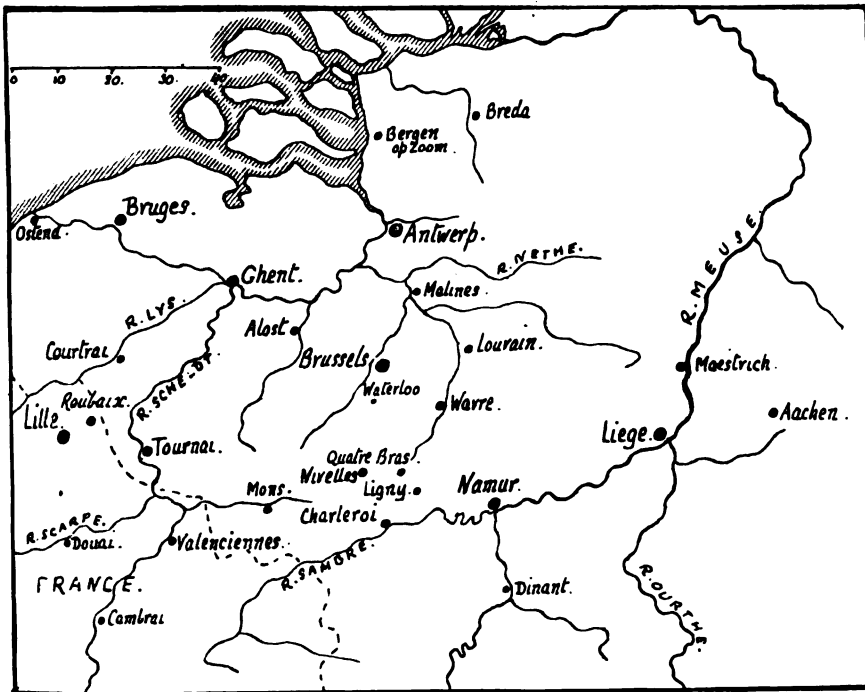 0 10 20. 30. 40.
Breda
Bergen
op Zoom.
Bruges.
Ostend.
Antwerp.
R. NETHE.
R. MEUSE.
Ghent.
Malines
R. LYS.
Alost
Louvain.
Courtrai
Brussels
Maestrich
R. SCHELDT.
Waterloo
Roubaix.
Wavre.
Aachen.
Lille
Liege.
Tournai
Quatre Bras.
Nivelles
Ligny.
Namur.
Mons.
Charleroi
R. SCARPE.
Douai.
Valenciennes.
R. SAMBRE.
FRANCE.
Dinant.
R. OURTHE.
Cambrai